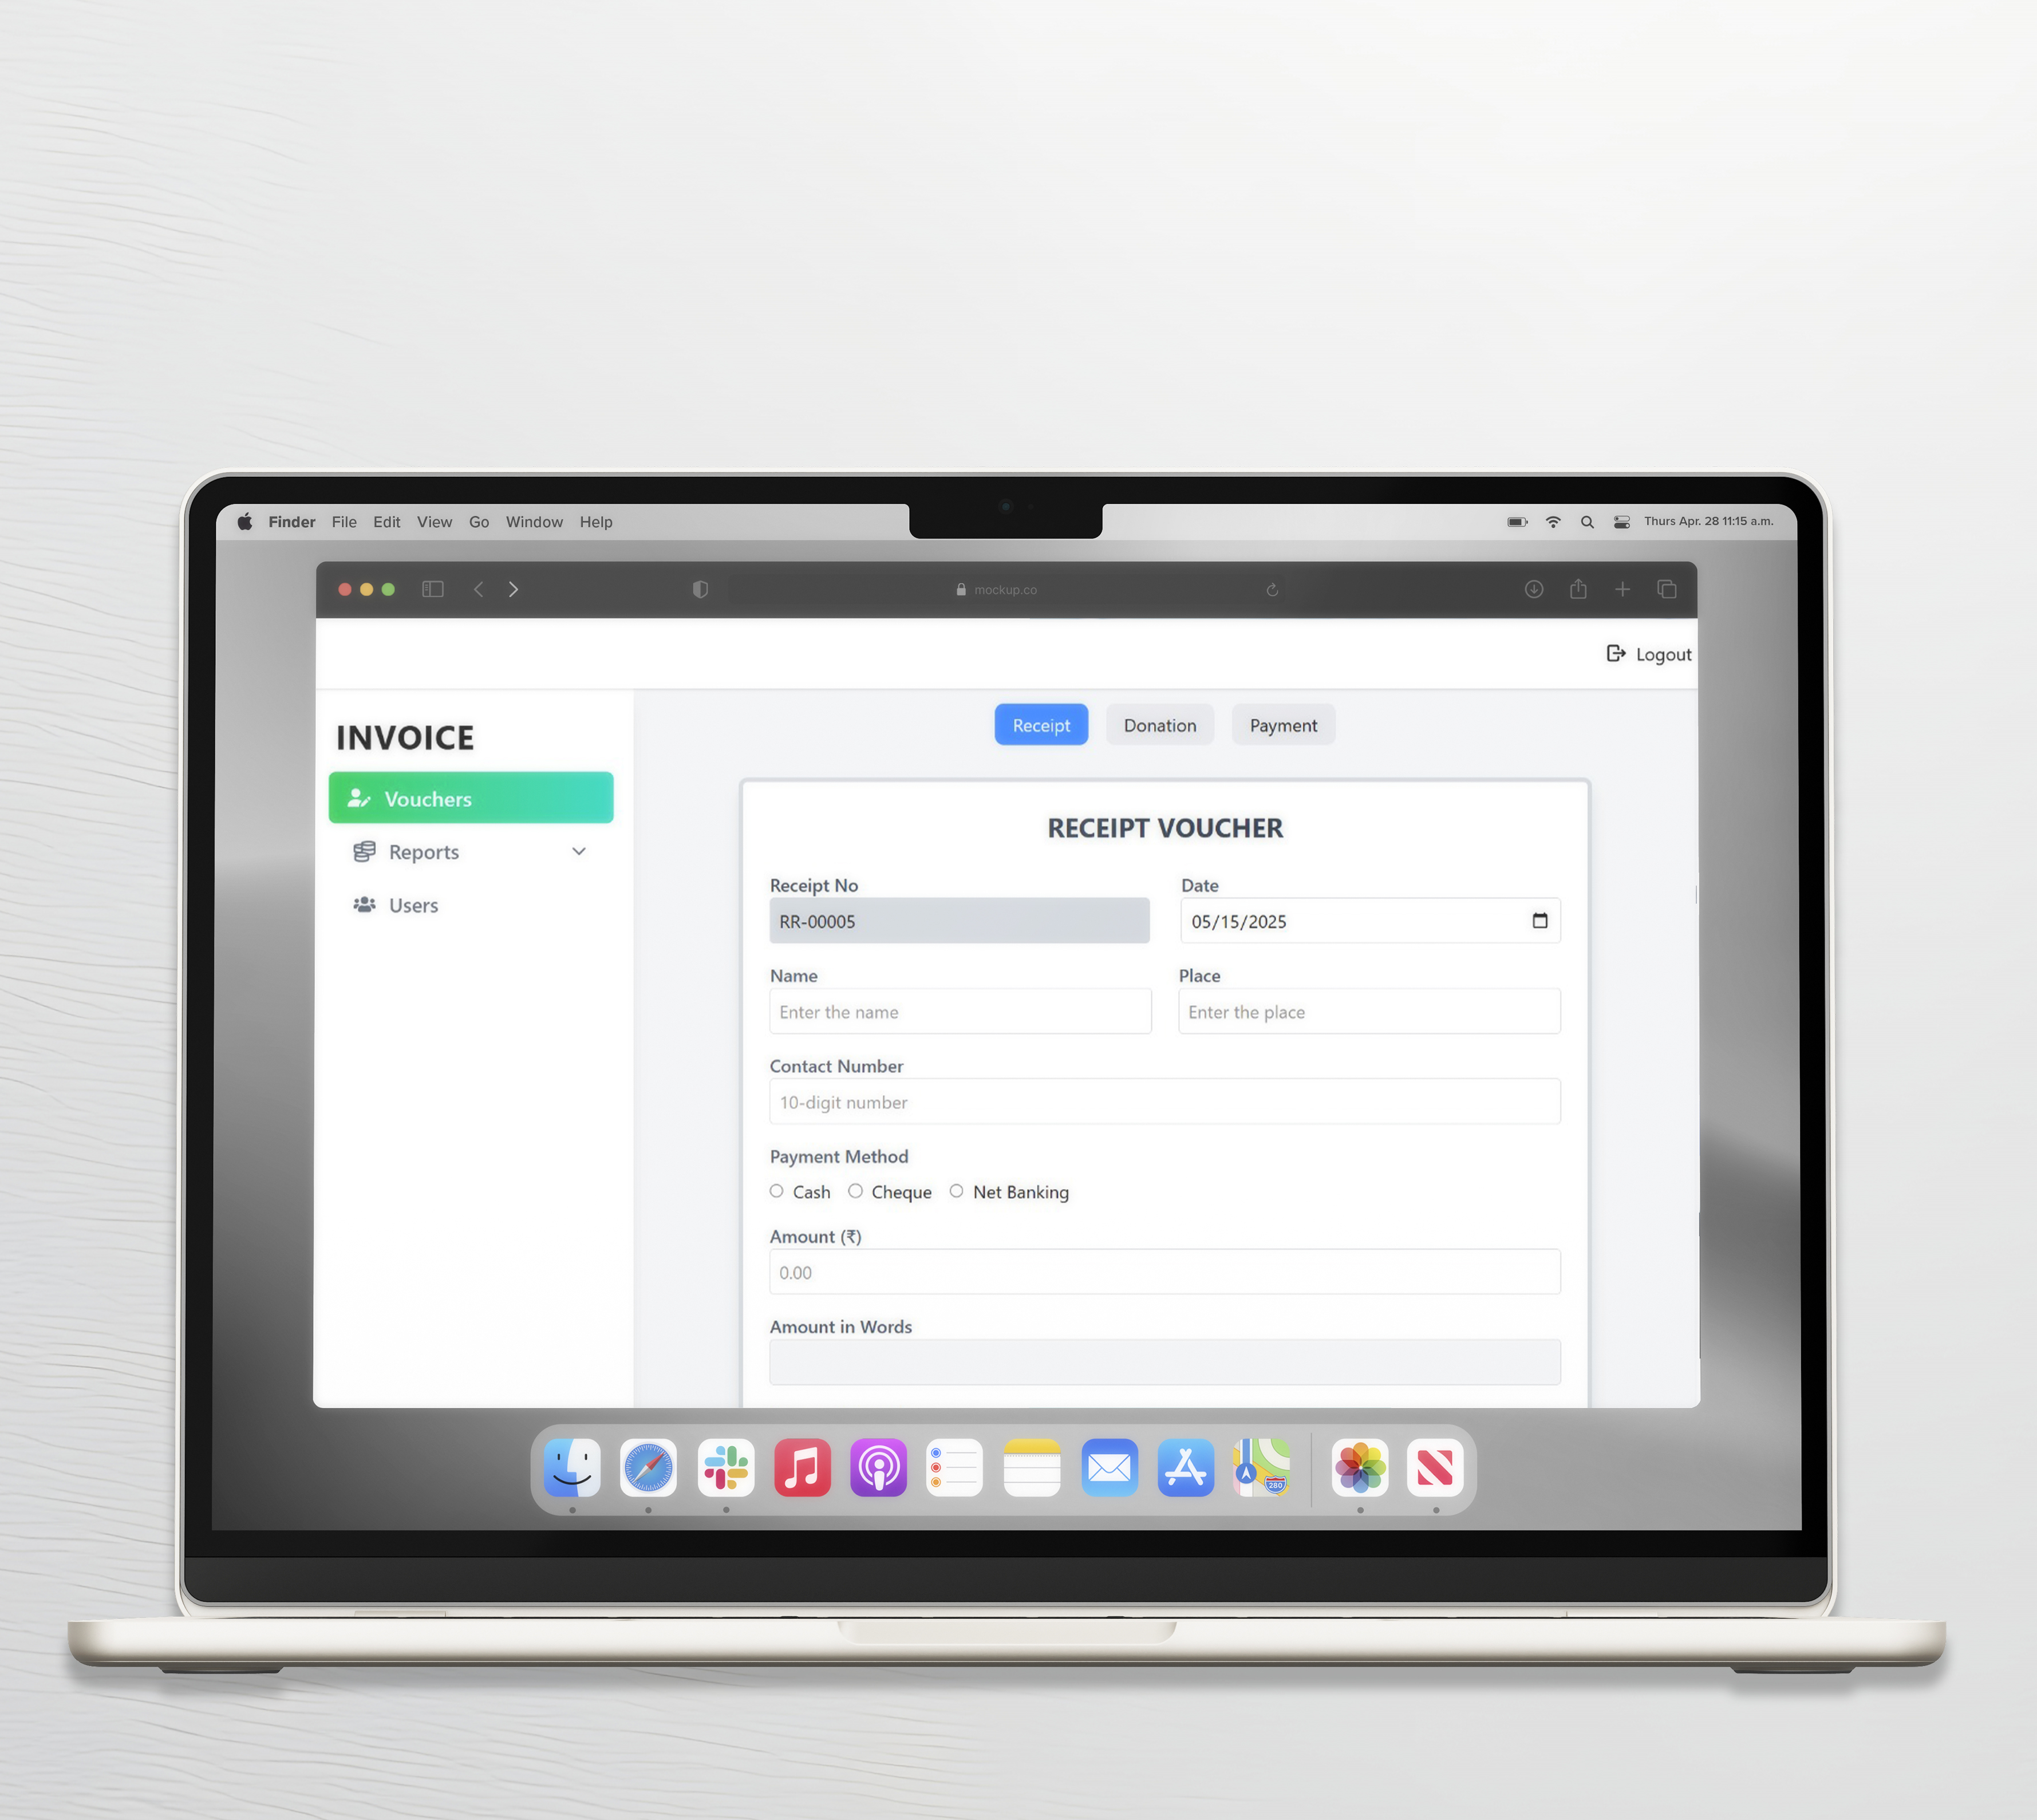 Finder File Edit View Go Window Help
Thurs Apr. 28 11:15 a.m.
mockup.co
Logout
INVOICE
Vouchers
Reports
Users
Receipt Donation Payment
RECEIPT VOUCHER
Receipt No Date
RR-00005 05/15/2025
Name Place
Enter the name Enter the place
Contact Number
10-digit number
Payment Method
Cash Cheque Net Banking
Amount (₹)
0.00
Amount in Words
280